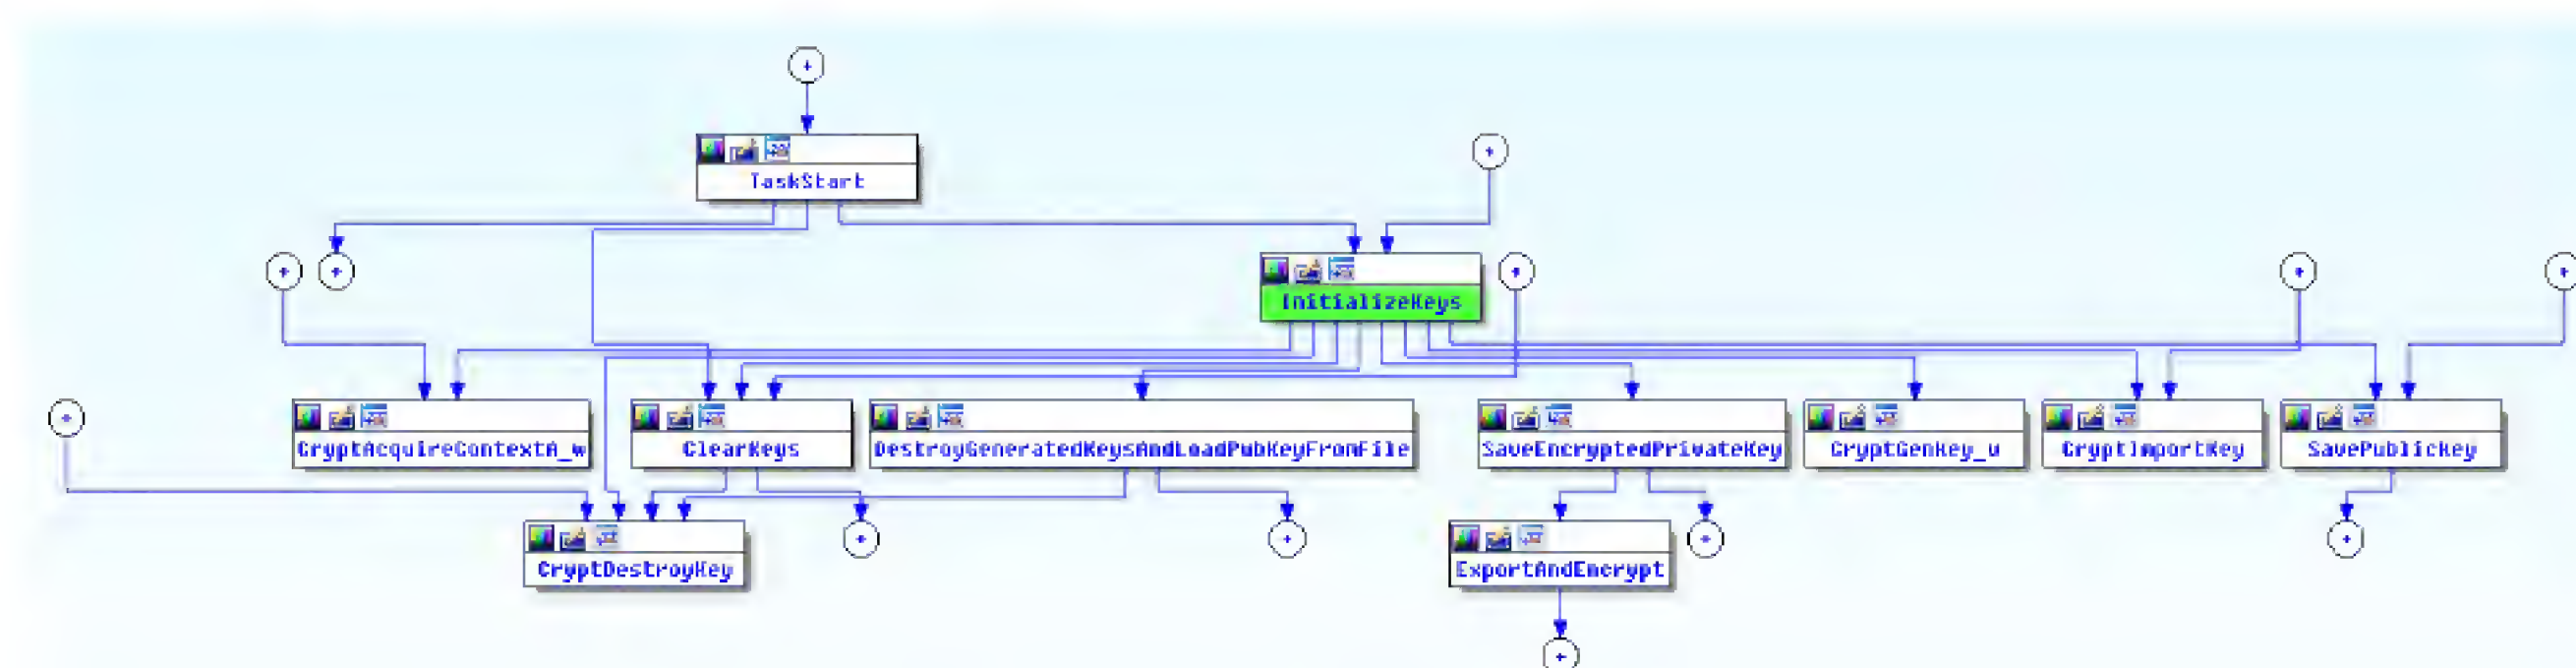 TaskStart
InitializeKeys
CryptAcquireContextA_w
ClearKeys
DestroyGeneratedKeysAndLoadPubKeyFromFile
SaveEncryptedPrivateKey
CryptGenKey_w
CryptImportKey
SavePublicKey
CryptDestroyKey
ExportAndEncrypt